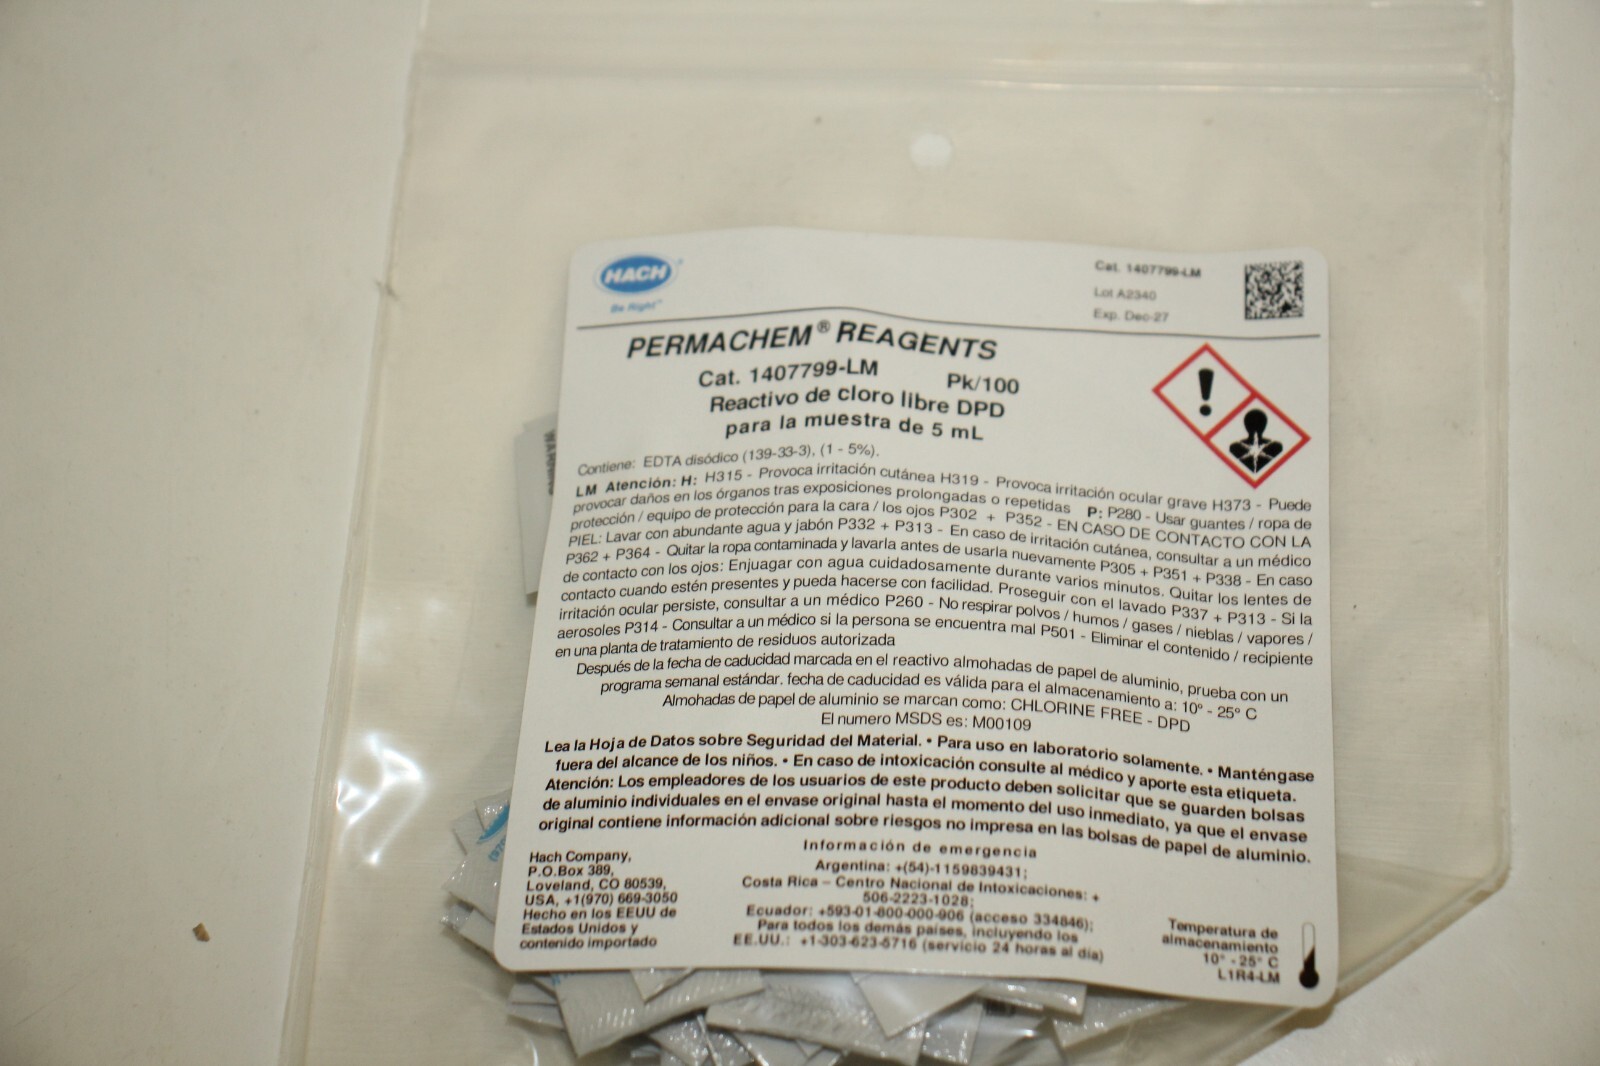 HACH
Be Right™
Cat. 1407799-LM
Lot A2340
Exp. Dec-27
PERMACHEM® REAGENTS
Cat. 1407799-LM Pk/100
Reactivo de cloro libre DPD
para la muestra de 5 mL
Contiene: EDTA disódico (139-33-3), (1 - 5%).
LM Atención: H: H315 - Provoca irritación cutánea H319 - Provoca irritación ocular grave H373 - Puede
provocar daños en los órganos tras exposiciones prolongadas o repetidas P: P280 - Usar guantes / ropa de
protección / equipo de protección para la cara / los ojos P302 + P352 - EN CASO DE CONTACTO CON LA
PIEL: Lavar con abundante agua y jabón P332 + P313 - En caso de irritación cutánea, consultar a un médico
P362 + P364 - Quitar la ropa contaminada y lavarla antes de usarla nuevamente P305 + P351 + P338 - En caso
de contacto con los ojos: Enjuagar con agua cuidadosamente durante varios minutos. Quitar los lentes de
contacto cuando estén presentes y pueda hacerse con facilidad. Proseguir con el lavado P337 + P313 - Si la
irritación ocular persiste, consultar a un médico P260 - No respirar polvos / humos / gases / nieblas / vapores /
aerosoles P314 - Consultar a un médico si la persona se encuentra mal P501 - Eliminar el contenido / recipiente
en una planta de tratamiento de residuos autorizada
Después de la fecha de caducidad marcada en el reactivo almohadas de papel de aluminio, prueba con un
programa semanal estándar. fecha de caducidad es válida para el almacenamiento a: 10° - 25° C
Almohadas de papel de aluminio se marcan como: CHLORINE FREE - DPD
El numero MSDS es: M00109
Lea la Hoja de Datos sobre Seguridad del Material. • Para uso en laboratorio solamente. • Manténgase
fuera del alcance de los niños. • En caso de intoxicación consulte al médico y aporte esta etiqueta.
Atención: Los empleadores de los usuarios de este producto deben solicitar que se guarden bolsas
de aluminio individuales en el envase original hasta el momento del uso inmediato, ya que el envase
original contiene información adicional sobre riesgos no impresa en las bolsas de papel de aluminio.
Hach Company,
P.O.Box 389,
Loveland, CO 80539,
USA, +1(970) 669-3050
Hecho en los EEUU de
Estados Unidos y
contenido importado
Información de emergencia
Argentina: +(54)-1159839431;
Costa Rica – Centro Nacional de Intoxicaciones: +
506-2223-1028;
Ecuador: +593-01-800-000-906 (acceso 334846);
Para todos los demás países, incluyendo los
EE.UU.: +1-303-623-5716 (servicio 24 horas al día)
Temperatura de
almacenamiento
10° - 25° C
L1R4-LM
WARNING